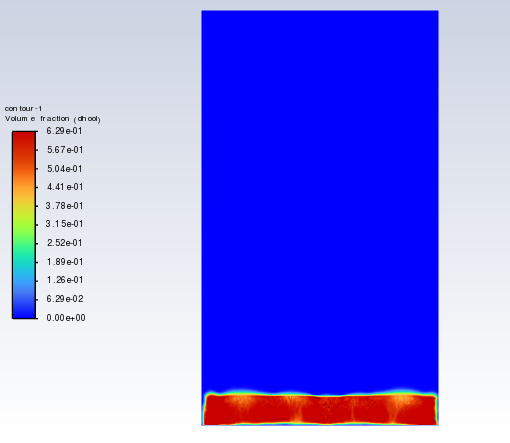 contour-1
Volume fraction (dhool)
6.29e-01
5.67e-01
5.04e-01
4.41e-01
3.78e-01
3.15e-01
2.52e-01
1.89e-01
1.26e-01
6.29e-02
0.00e+00